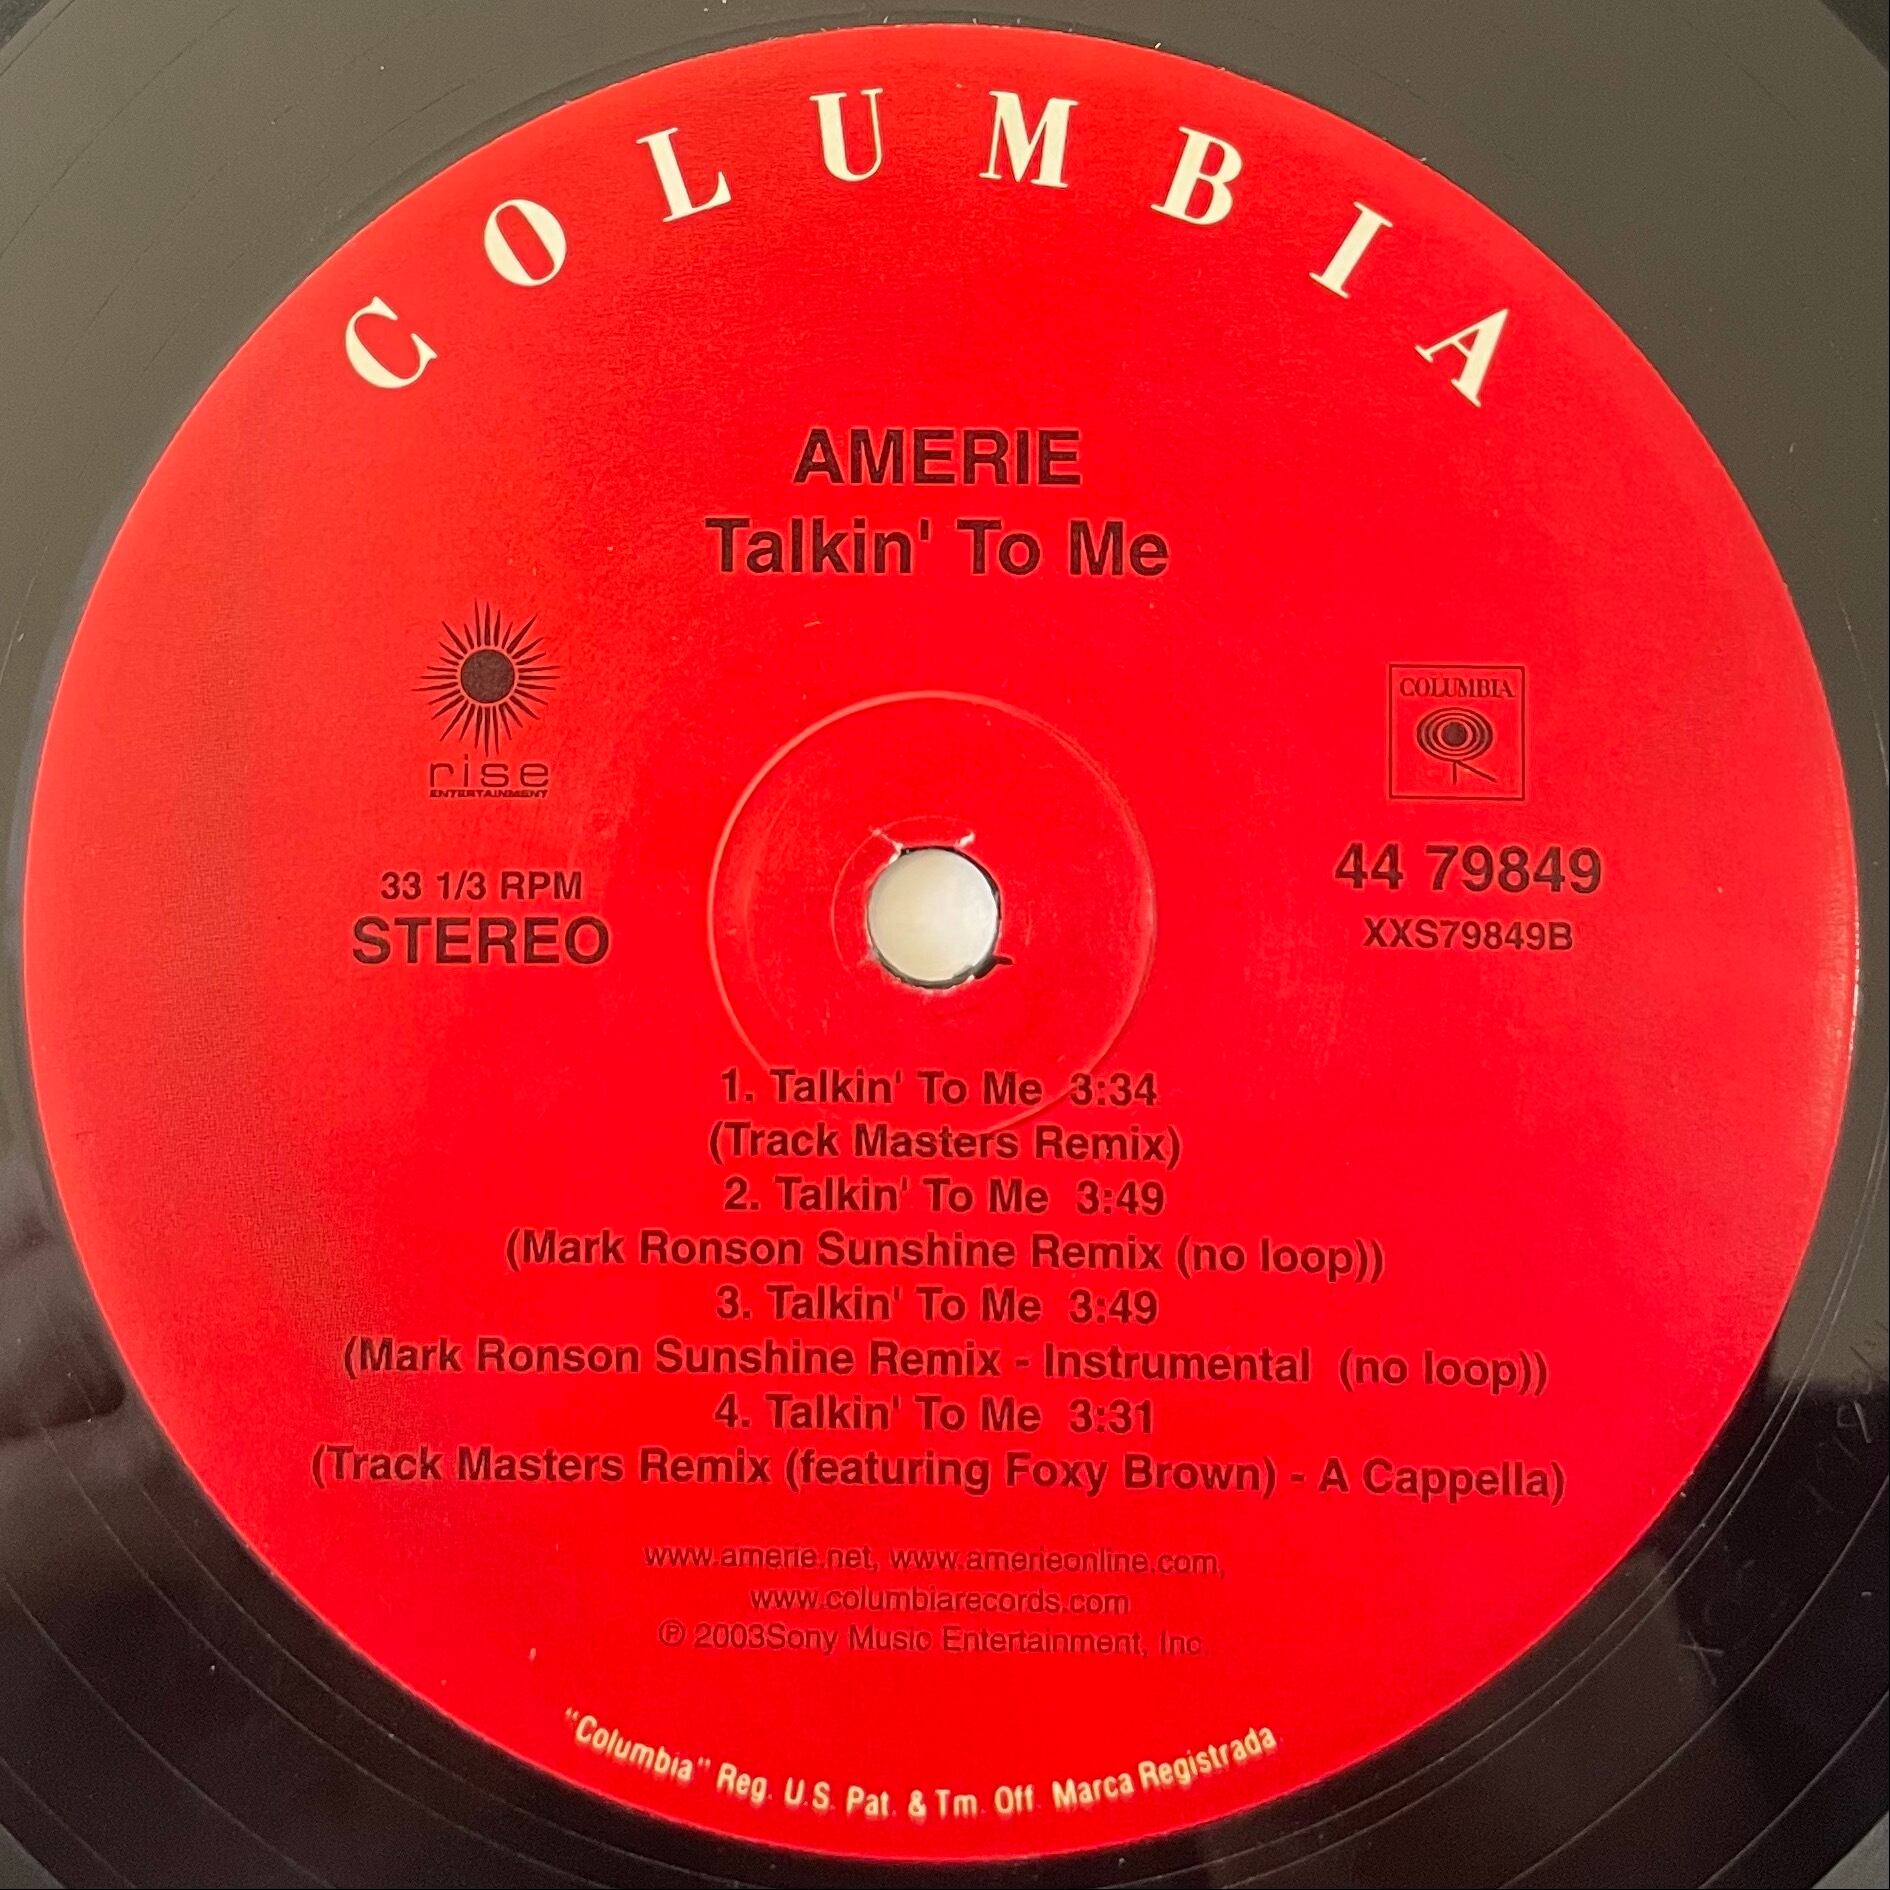 COLUMBIA
AMERIE
Talkin' To Me
rise
ENTERTAINMENT
COLUMBIA
33 1/3 RPM
STEREO
44 79849
XXS79849B
1. Talkin' To Me 3:34
(Track Masters Remix)
2. Talkin' To Me 3:49
(Mark Ronson Sunshine Remix (no loop))
3. Talkin' To Me 3:49
(Mark Ronson Sunshine Remix - Instrumental (no loop))
4. Talkin' To Me 3:31
(Track Masters Remix (featuring Foxy Brown) - A Cappella)
www.amerie.net, www.amerieonline.com,
www.columbiarecords.com
℗ 2003Sony Music Entertainment, Inc.
"Columbia" Reg. U.S. Pat. & Tm. Off. Marca Registrada